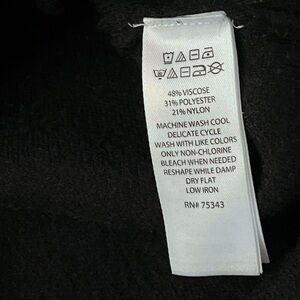 48% VISCOSE
31% POLYESTER
21% NYLON
MACHINE WASH COOL
DELICATE CYCLE
WASH WITH LIKE COLORS
ONLY NON-CHLORINE
BLEACH WHEN NEEDED
RESHAPE WHILE DAMP
DRY FLAT
LOW IRON
RN# 75343